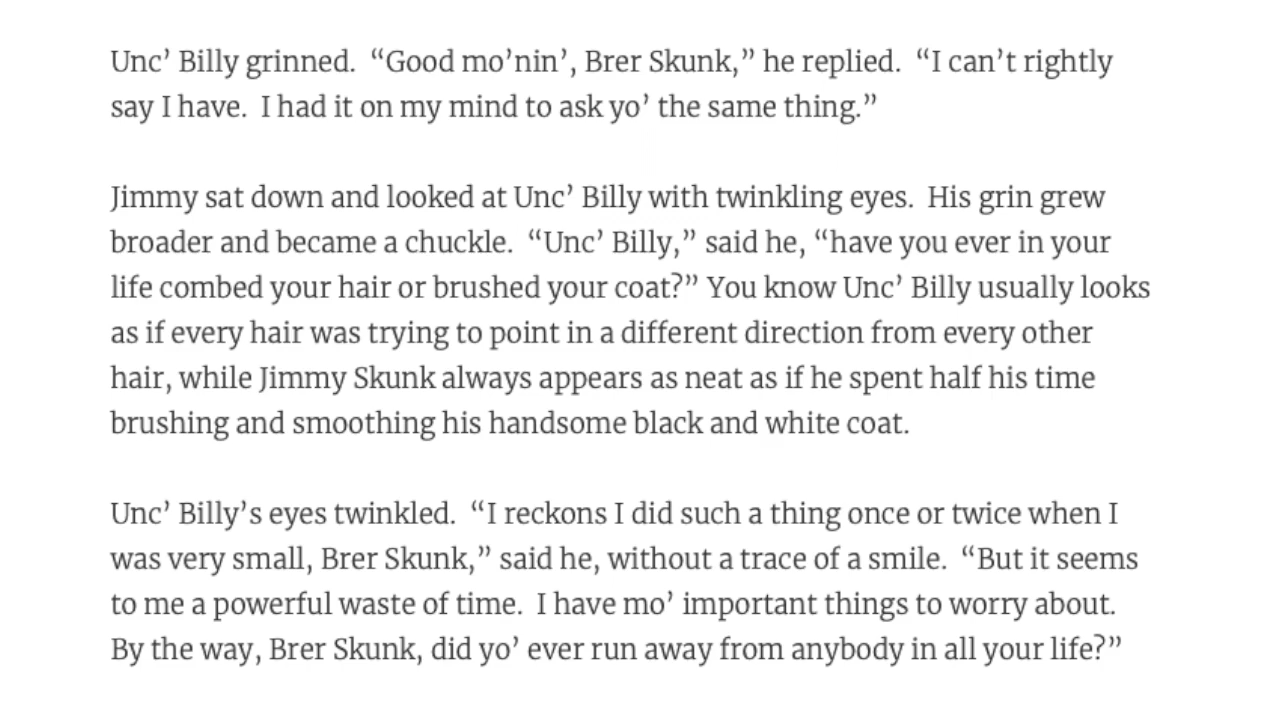 Unc’ Billy grinned.  “Good mo’nin’, Brer Skunk,” he replied.  “I can’t rightly
say I have.  I had it on my mind to ask yo’ the same thing.”
Jimmy sat down and looked at Unc’ Billy with twinkling eyes.  His grin grew
broader and became a chuckle.  “Unc’ Billy,” said he, “have you ever in your
life combed your hair or brushed your coat?” You know Unc’ Billy usually looks
as if every hair was trying to point in a different direction from every other
hair, while Jimmy Skunk always appears as neat as if he spent half his time
brushing and smoothing his handsome black and white coat.
Unc’ Billy’s eyes twinkled.  “I reckons I did such a thing once or twice when I
was very small, Brer Skunk,” said he, without a trace of a smile.  “But it seems
to me a powerful waste of time.  I have mo’ important things to worry about.
By the way, Brer Skunk, did yo’ ever run away from anybody in all your life?”